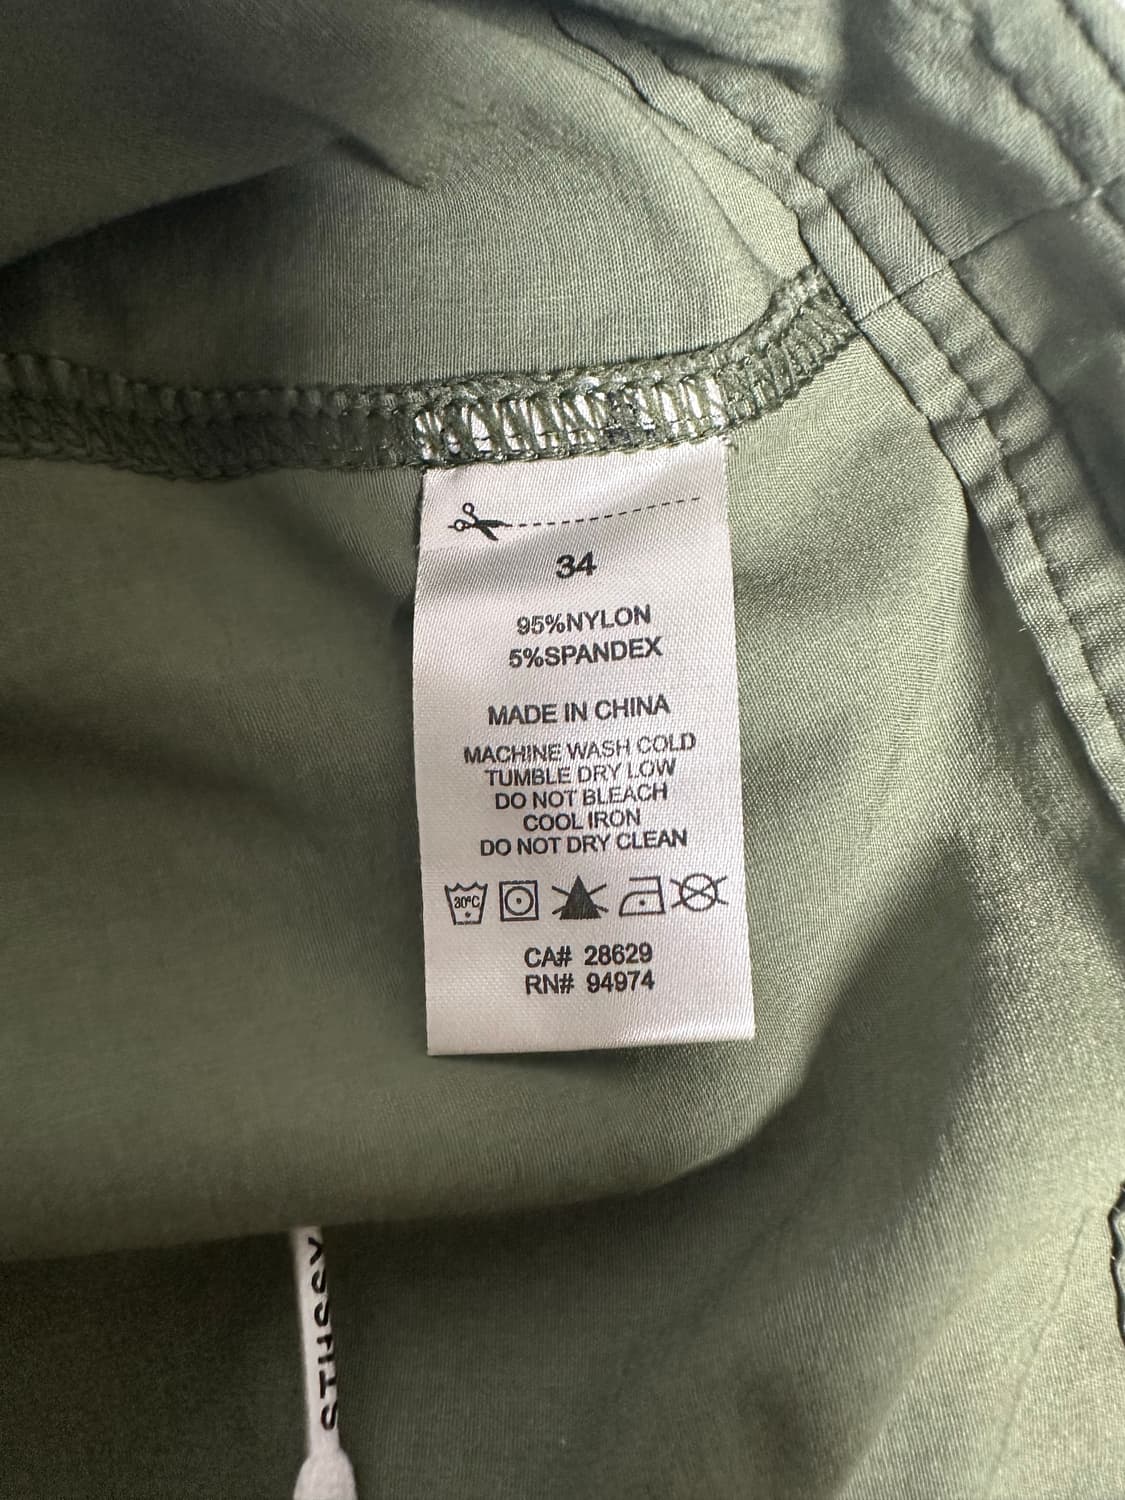 34
95%NYLON
5%SPANDEX
MADE IN CHINA
MACHINE WASH COLD
TUMBLE DRY LOW
DO NOT BLEACH
COOL IRON
DO NOT DRY CLEAN
30°C
CA# 28629
RN# 94974
STUSSY